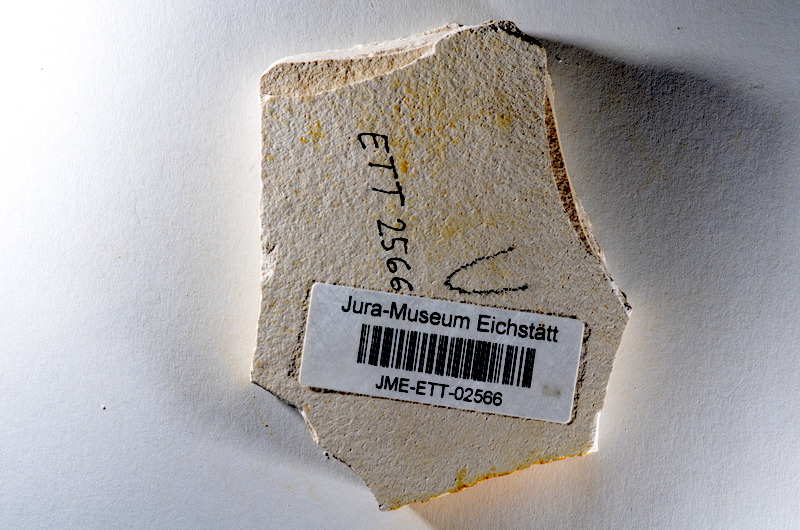 ETT 2566
V
Jura-Museum Eichstätt
JME-ETT-02566